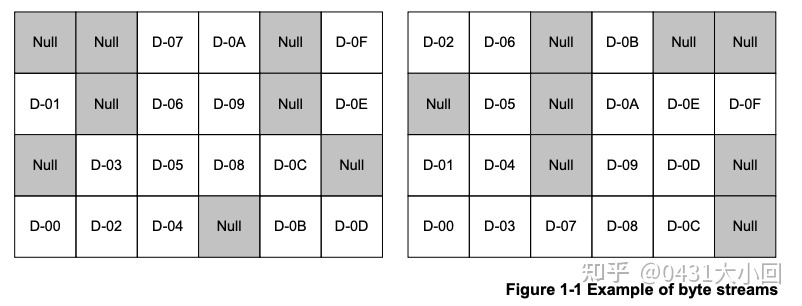 Null Null D-07 D-0A Null D-0F D-02 D-06 Null D-0B Null Null
D-01 Null D-06 D-09 Null D-0E Null D-05 Null D-0A D-0E D-0F
Null D-03 D-05 D-08 D-0C Null D-01 D-04 Null D-09 D-0D Null
D-00 D-02 D-04 Null D-0B D-0D D-00 D-03 D-07 D-08 D-0C Null
知乎 @0431大小回
Figure 1-1 Example of byte streams